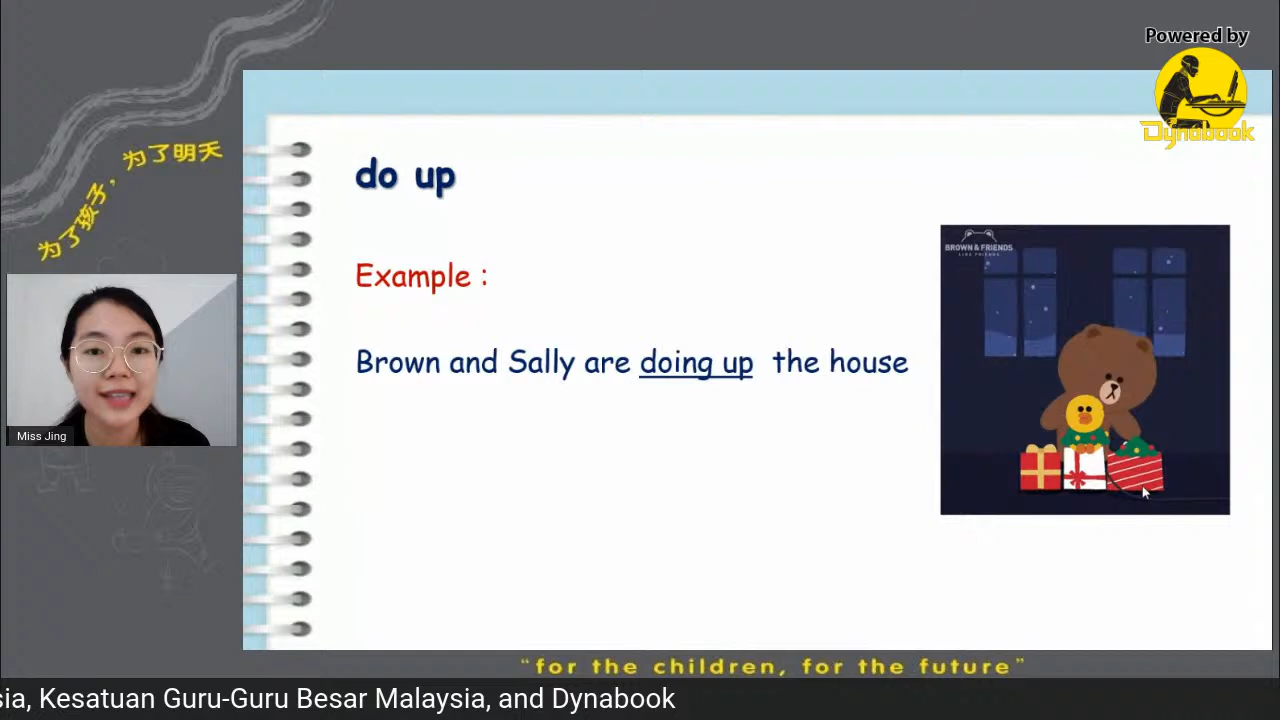 Powered by
Dynabook
为了孩子，为了明天
do up
Example :
Brown and Sally are doing up the house
BROWN & FRIENDS
LINE FRIENDS
Miss Jing
“for the children, for the future”
sia, Kesatuan Guru-Guru Besar Malaysia, and Dynabook